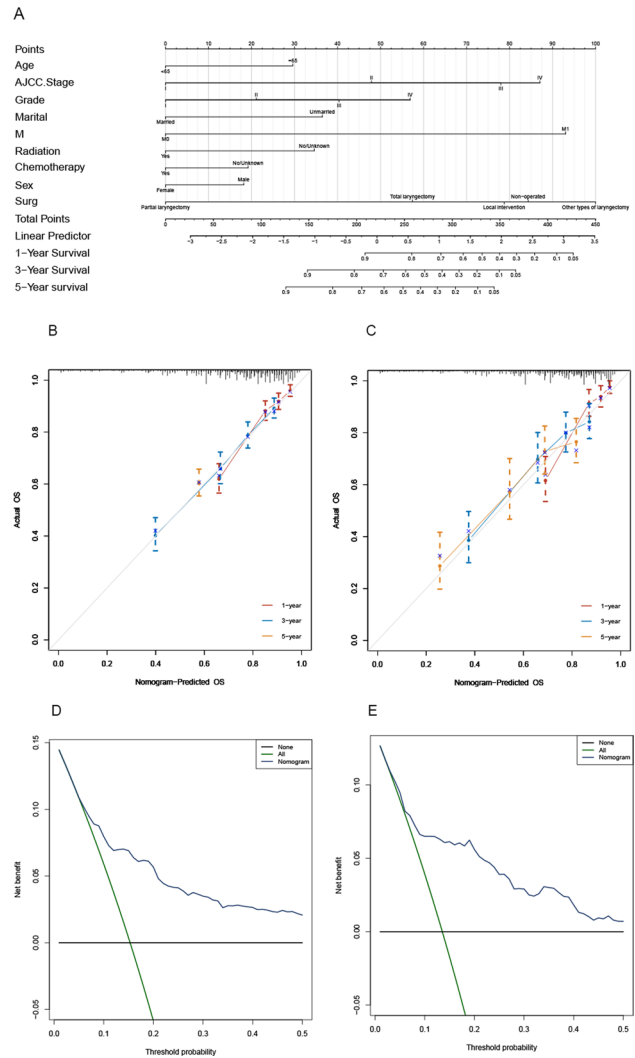 A
Points
0 10 20 30 40 50 60 70 80 90 100
Age
<65
≥65
AJCC.Stage
I
II
III
IV
Grade
I
II
III
IV
Marital
Married
Unmarried
M
M0
M1
Radiation
Yes
No/Unknown
Chemotherapy
Yes
No/Unknown
Sex
Female
Male
Surg
Partial laryngectomy
Total laryngectomy
Local intervention
Non-operated
Other types of laryngectomy
Total Points
0 50 100 150 200 250 300 350 400 450
Linear Predictor
-3 -2.5 -2 -1.5 -1 -0.5 0 0.5 1 1.5 2 2.5 3 3.5
1-Year Survival
0.9 0.8 0.7 0.6 0.5 0.4 0.3 0.2 0.1 0.05
3-Year Survival
0.9 0.8 0.7 0.6 0.5 0.4 0.3 0.2 0.1 0.05
5-Year survival
0.9 0.8 0.7 0.6 0.5 0.4 0.3 0.2 0.1 0.05
B
Actual OS
1.0
0.8
0.6
0.4
0.2
0.0
1-year
3-year
5-year
0.0 0.2 0.4 0.6 0.8 1.0
Nomogram-Predicted OS
C
Actual OS
1.0
0.8
0.6
0.4
0.2
0.0
1-year
3-year
5-year
0.0 0.2 0.4 0.6 0.8 1.0
Nomogram-Predicted OS
D
Net benefit
0.15
0.10
0.05
0.00
-0.05
None
All
Nomogram
0.0 0.1 0.2 0.3 0.4 0.5
Threshold probability
E
Net benefit
0.10
0.05
0.00
-0.05
None
All
Nomogram
0.0 0.1 0.2 0.3 0.4 0.5
Threshold probability